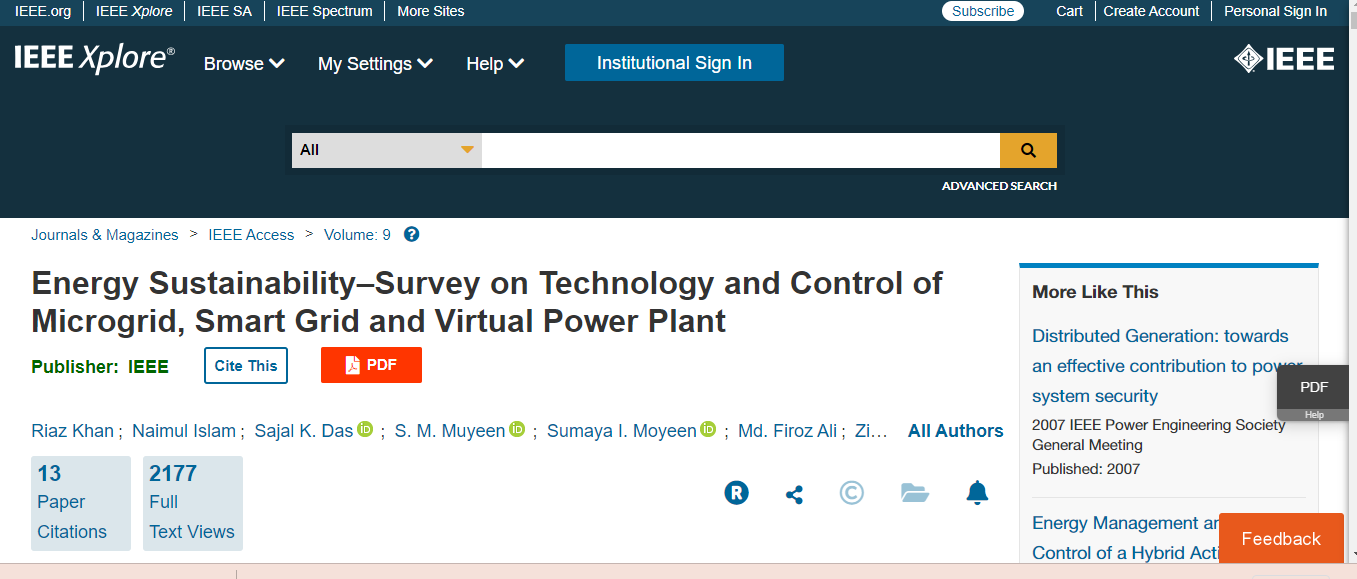 IEEE.org IEEE Xplore IEEE SA IEEE Spectrum More Sites Subscribe Cart Create Account Personal Sign In
IEEE Xplore® Browse My Settings Help Institutional Sign In IEEE
All
ADVANCED SEARCH
Journals & Magazines > IEEE Access > Volume: 9 ?
Energy Sustainability–Survey on Technology and Control of
Microgrid, Smart Grid and Virtual Power Plant
Publisher: IEEE Cite This PDF
Riaz Khan ; Naimul Islam ; Sajal K. Das iD ; S. M. Muyeen iD ; Sumaya I. Moyeen iD ; Md. Firoz Ali ; Zi... All Authors
13
Paper
Citations
2177
Full
Text Views
R ©
More Like This
Distributed Generation: towards
an effective contribution to power
system security
2007 IEEE Power Engineering Society
General Meeting
Published: 2007
Energy Management an
Control of a Hybrid Acti
PDF
Help
Feedback